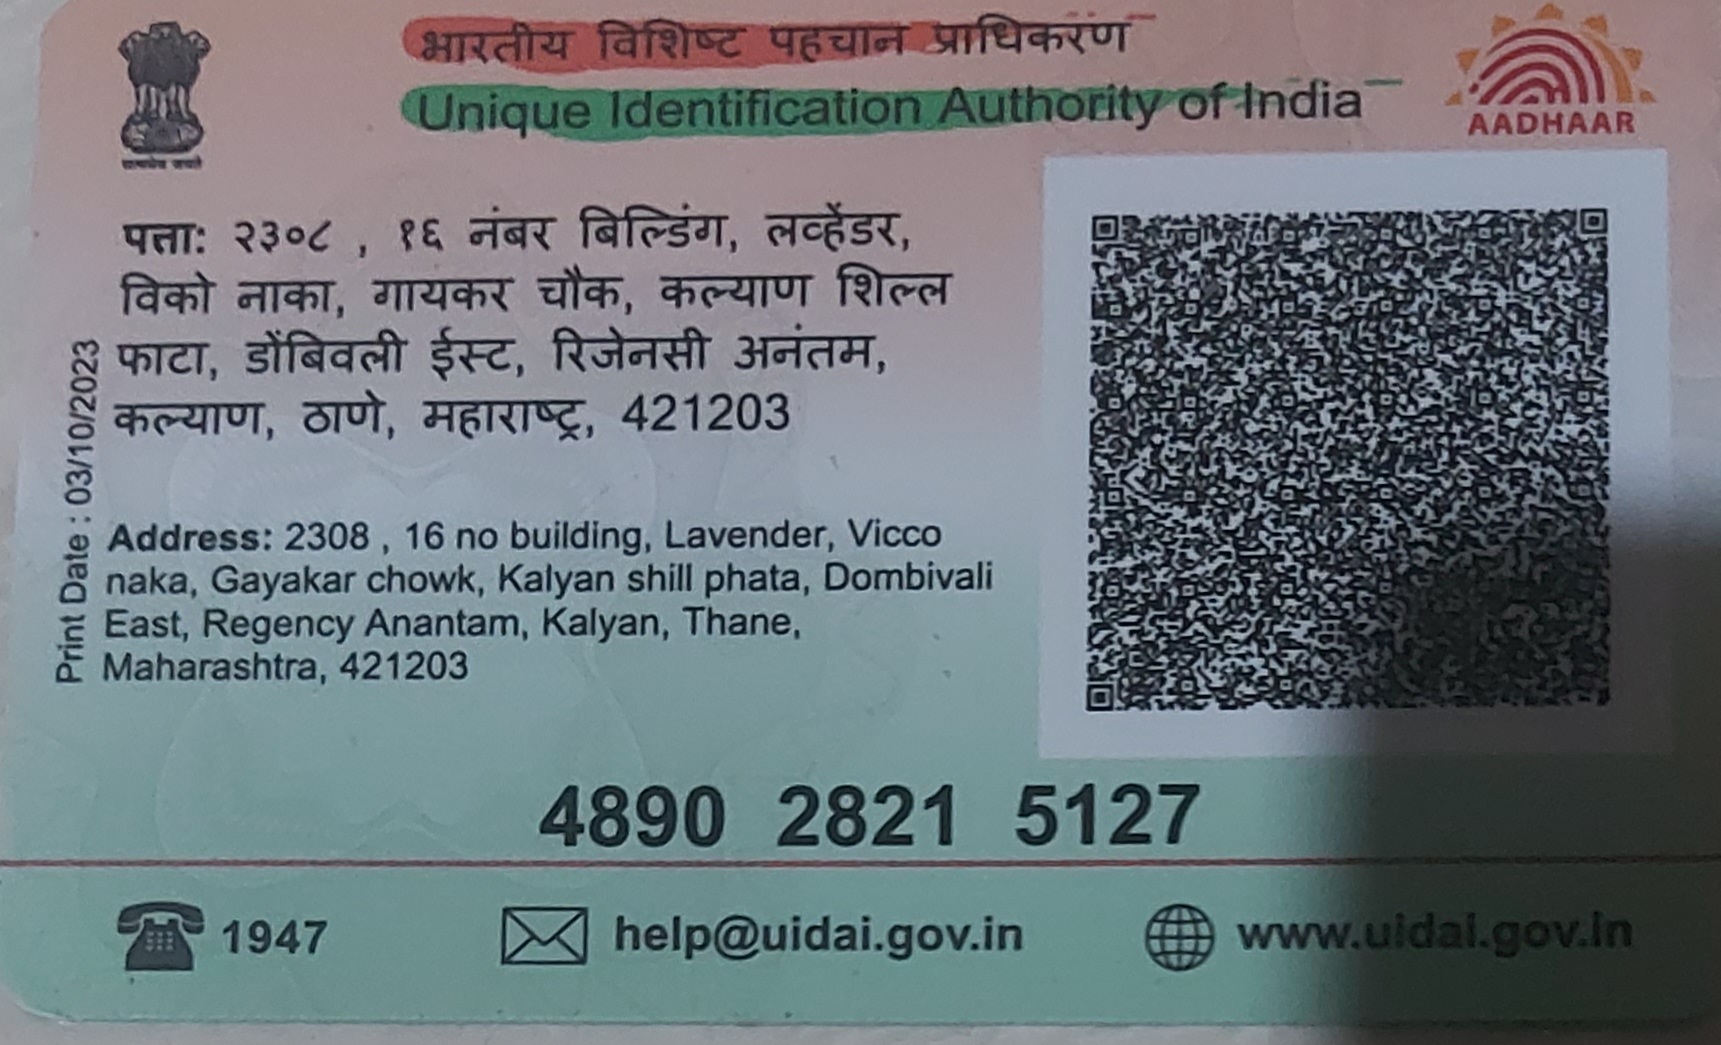 भारतीय विशिष्ट पहचान प्राधिकरण
Unique Identification Authority of India
AADHAAR
पता: २३०८ , १६ नंबर बिल्डिंग, लव्हेंडर,
विको नाका, गायकर चौक, कल्याण शिल्ल
फाटा, डोंबिवली ईस्ट, रिजेनसी अनंतम,
कल्याण, ठाणे, महाराष्ट्र, 421203
Print Date : 03/10/2023
Address: 2308 , 16 no building, Lavender, Vicco
naka, Gayakar chowk, Kalyan shill phata, Dombivali
East, Regency Anantam, Kalyan, Thane,
Maharashtra, 421203
4890 2821 5127
1947
help@uidai.gov.in
www.uidai.gov.in